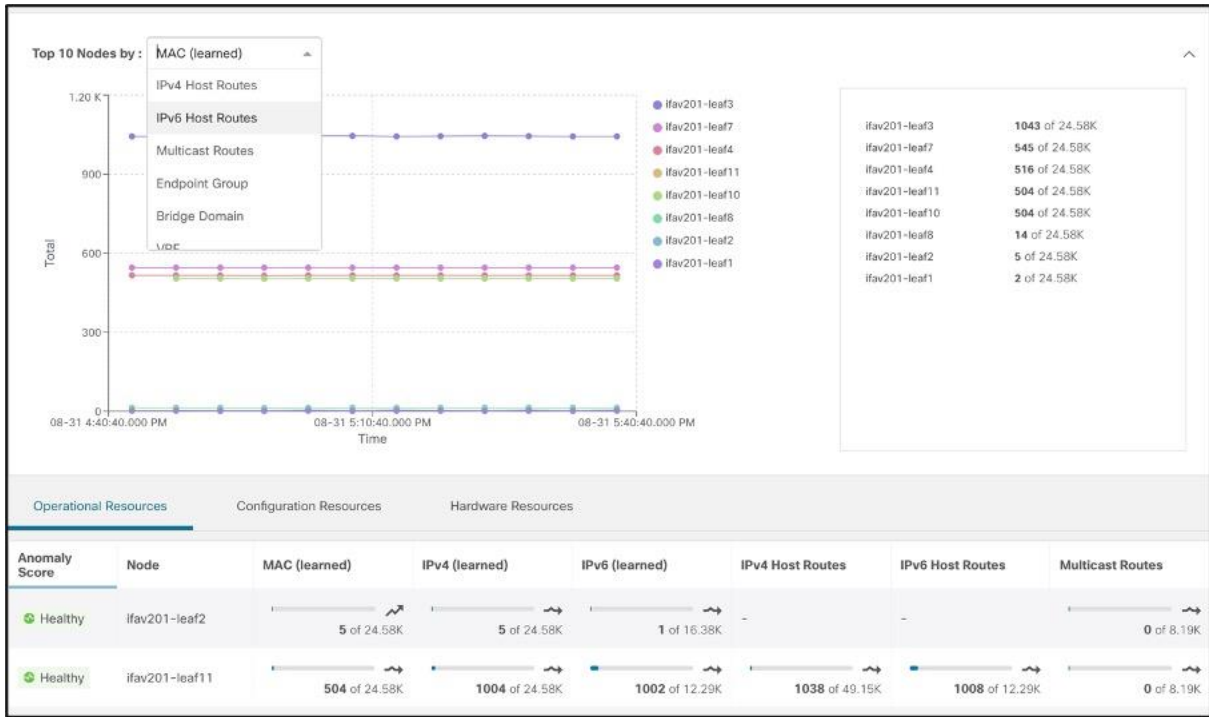 Top 10 Nodes by : MAC (learned)
IPv4 Host Routes
IPv6 Host Routes
Multicast Routes
Endpoint Group
Bridge Domain
VRF
Total
1.20 K
900
600
300
0
08-31 4:40:40.000 PM 08-31 5:10:40.000 PM 08-31 5:40:40.000 PM
Time
ifav201-leaf3
ifav201-leaf7
ifav201-leaf4
ifav201-leaf11
ifav201-leaf10
ifav201-leaf8
ifav201-leaf2
ifav201-leaf1
ifav201-leaf3 1043 of 24.58K
ifav201-leaf7 545 of 24.58K
ifav201-leaf4 516 of 24.58K
ifav201-leaf11 504 of 24.58K
ifav201-leaf10 504 of 24.58K
ifav201-leaf8 14 of 24.58K
ifav201-leaf2 5 of 24.58K
ifav201-leaf1 2 of 24.58K
Operational Resources Configuration Resources Hardware Resources
Anomaly Score Node MAC (learned) IPv4 (learned) IPv6 (learned) IPv4 Host Routes IPv6 Host Routes Multicast Routes
Healthy ifav201-leaf2 5 of 24.58K 5 of 24.58K 1 of 16.38K - - 0 of 8.19K
Healthy ifav201-leaf11 504 of 24.58K 1004 of 24.58K 1002 of 12.29K 1038 of 49.15K 1008 of 12.29K 0 of 8.19K